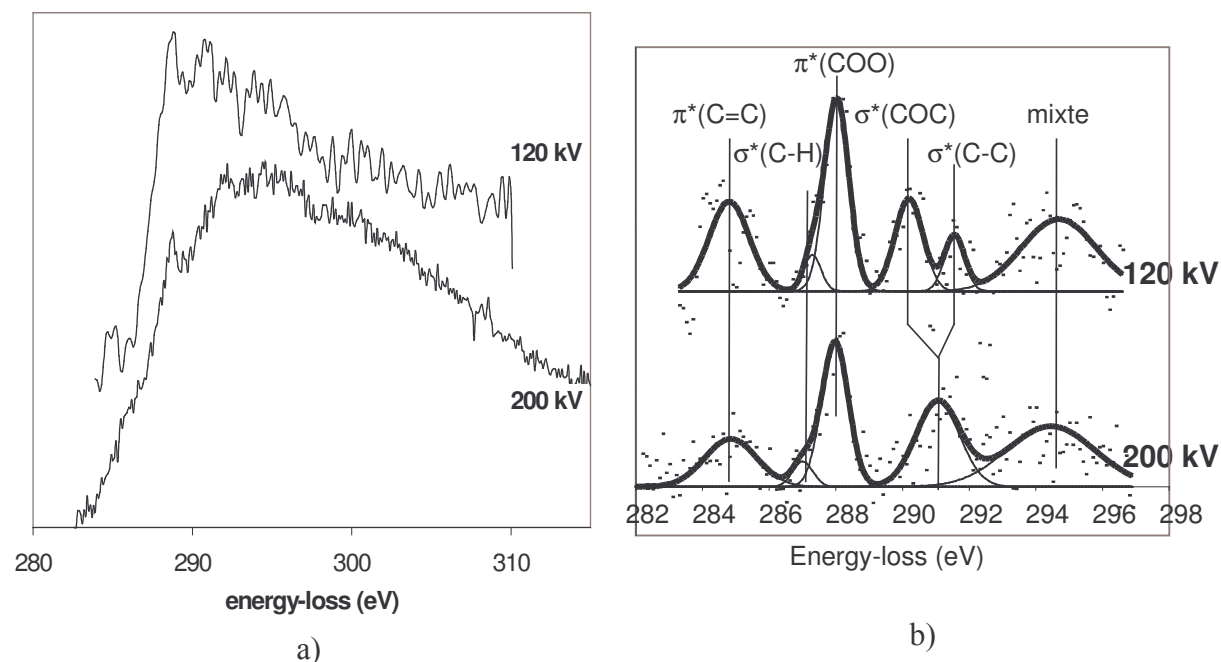 120 kV
200 kV
280 290 300 310
energy-loss (eV)
a)
π*(COO)
π*(C=C) σ*(COC) mixte
σ*(C-H) σ*(C-C)
120 kV
200 kV
282 284 286 288 290 292 294 296 298
Energy-loss (eV)
b)